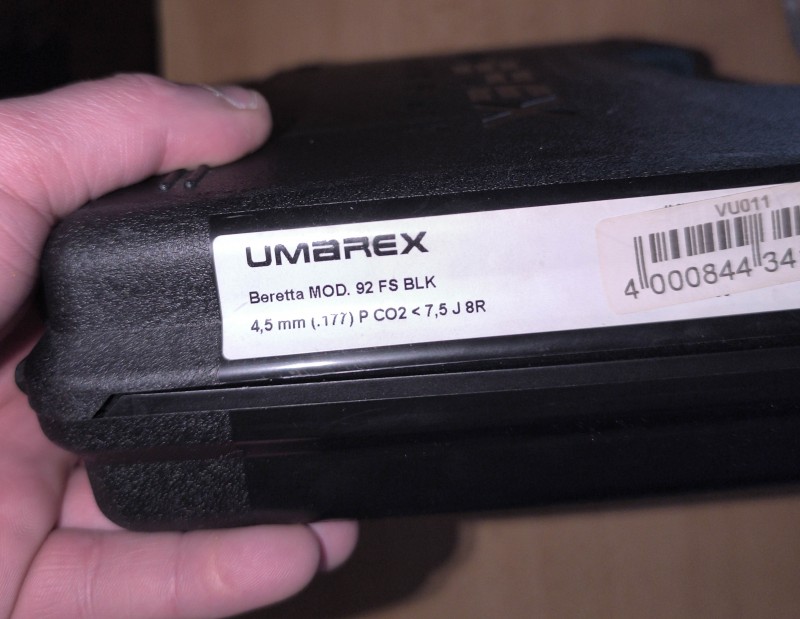 UMAREX
Beretta MOD. 92 FS BLK
4,5 mm (.177) P CO2 < 7,5 J 8R
VU011
4 000844 34